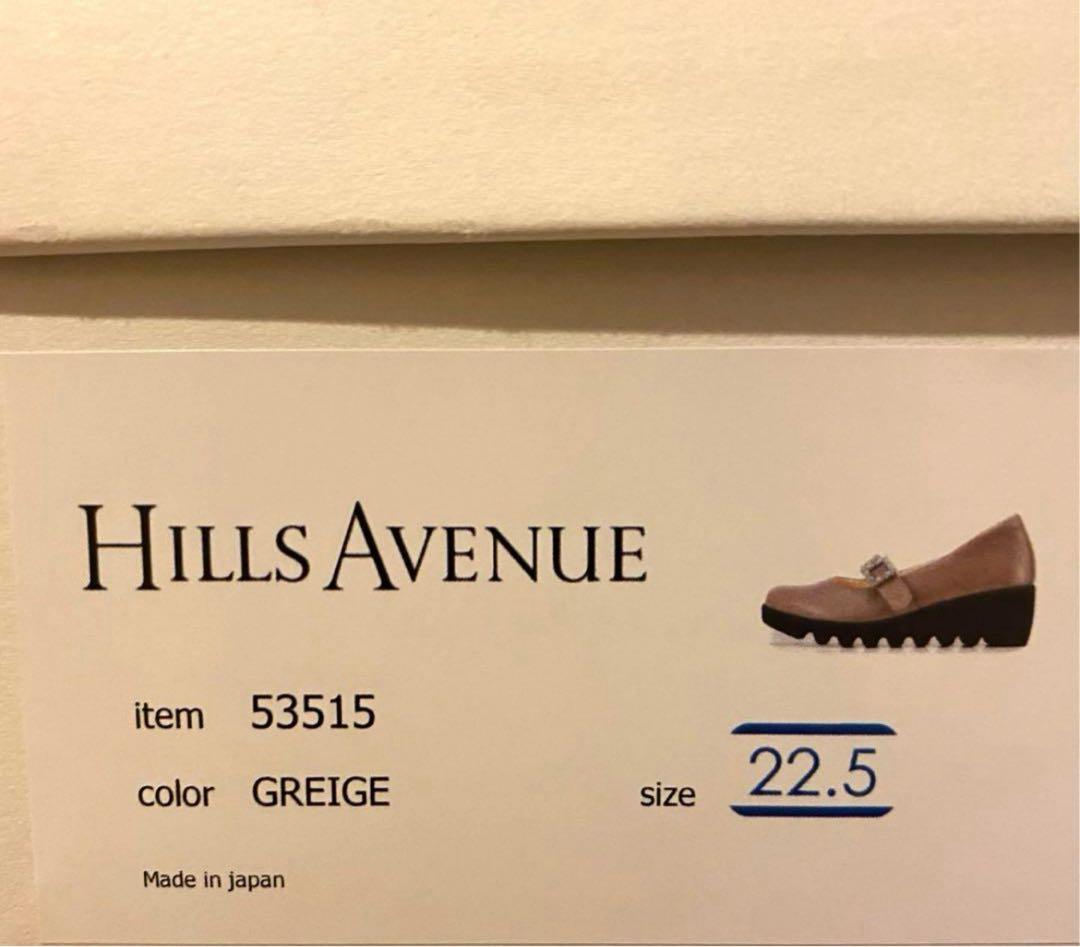 HILLS AVENUE
item 53515
color GREIGE
size 22.5
Made in japan